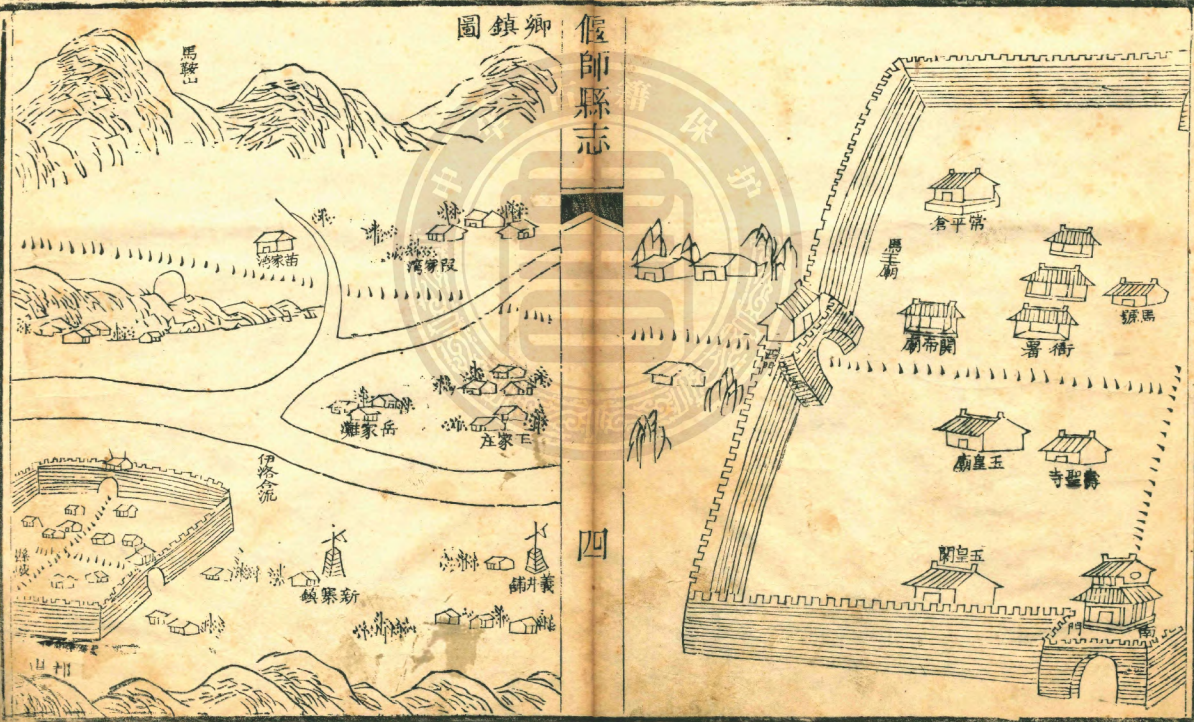 常平倉
馬王廟
馬號
衙署
關帝廟
玉皇廟
壽聖寺
玉皇閣
南門
偃師縣志
四
鄉鎮圖
馬鞍山
苗家灣
段家灣
王家庄
岳家灘
伊洛合流
義井鋪
新寨鎮